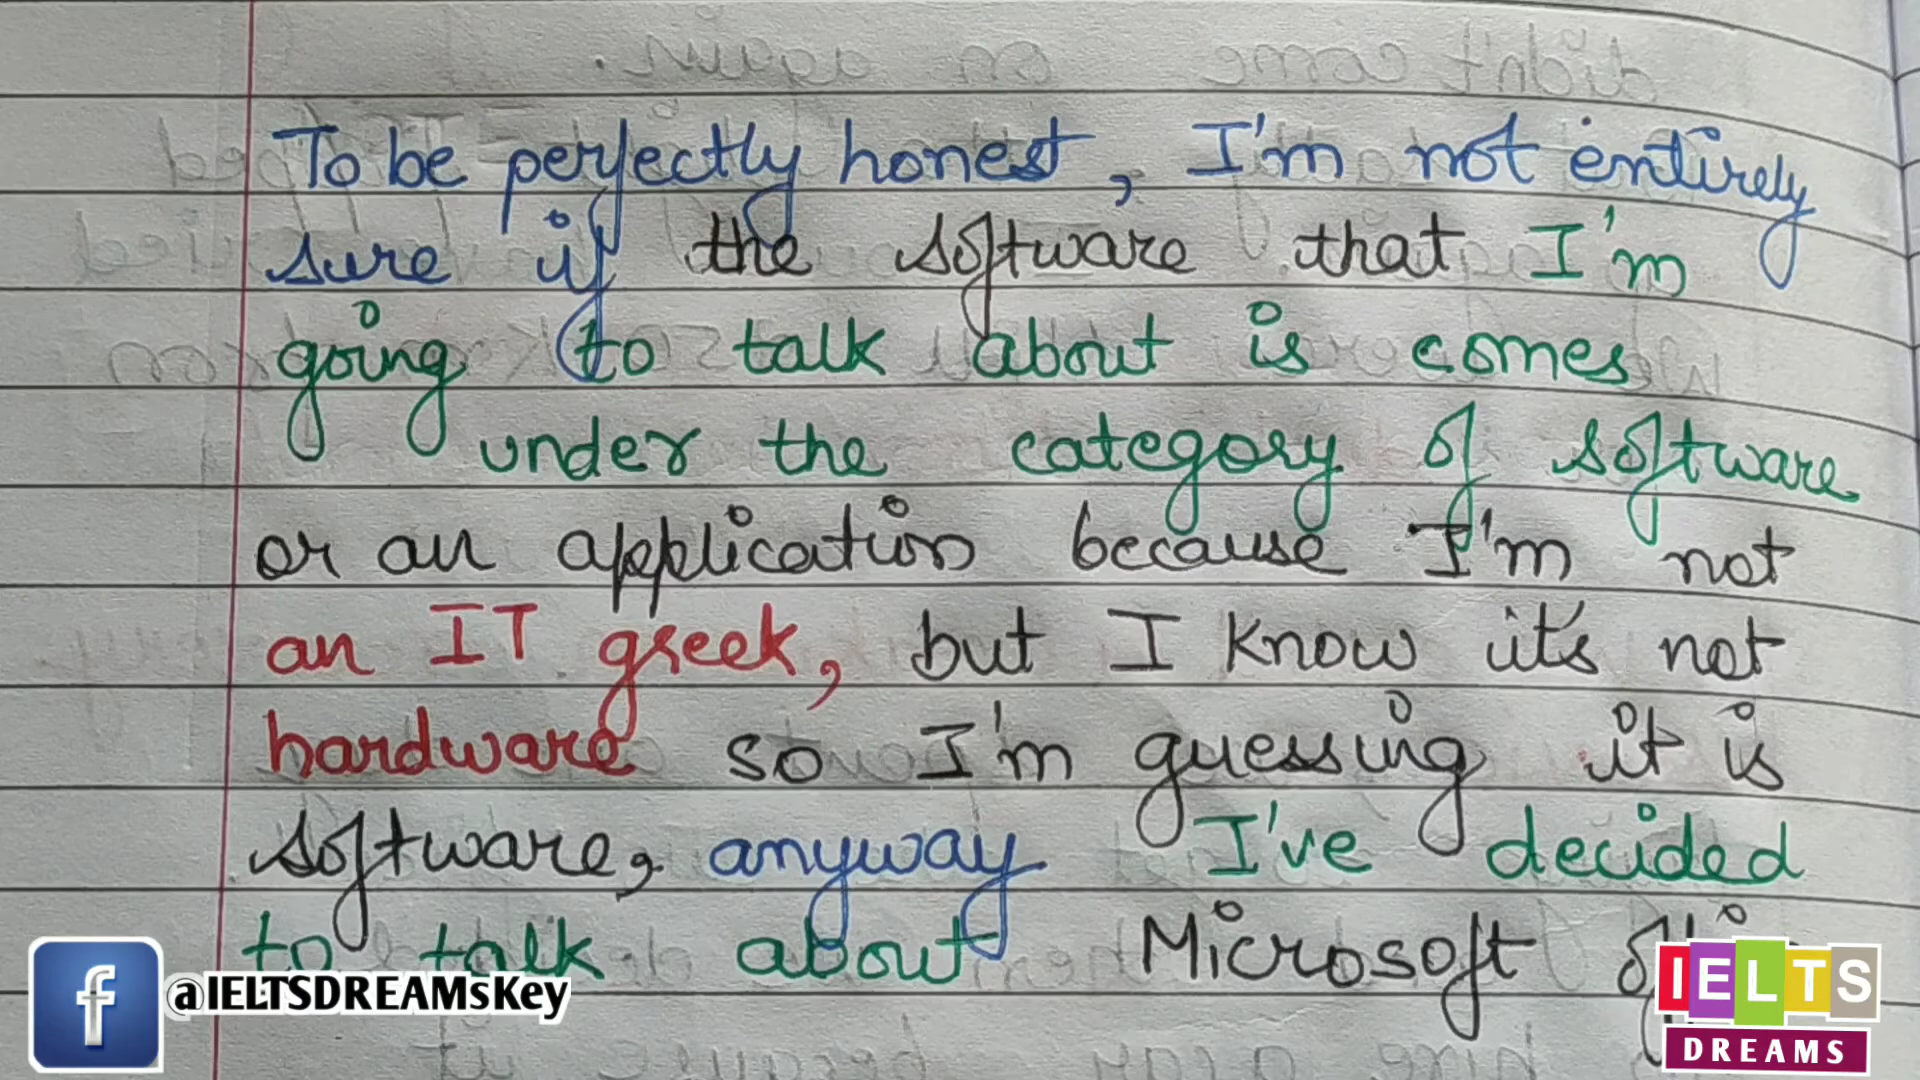 To be perfectly honest, I'm not entirely
sure if the software that I'm
going to talk about is comes
under the category of software
or an application because I'm not
an IT greek, but I know it's not
hardware so I'm guessing it is
software, anyway I've decided
to talk about Microsoft
@IELTSDREAMsKey
IELTS
DREAMS